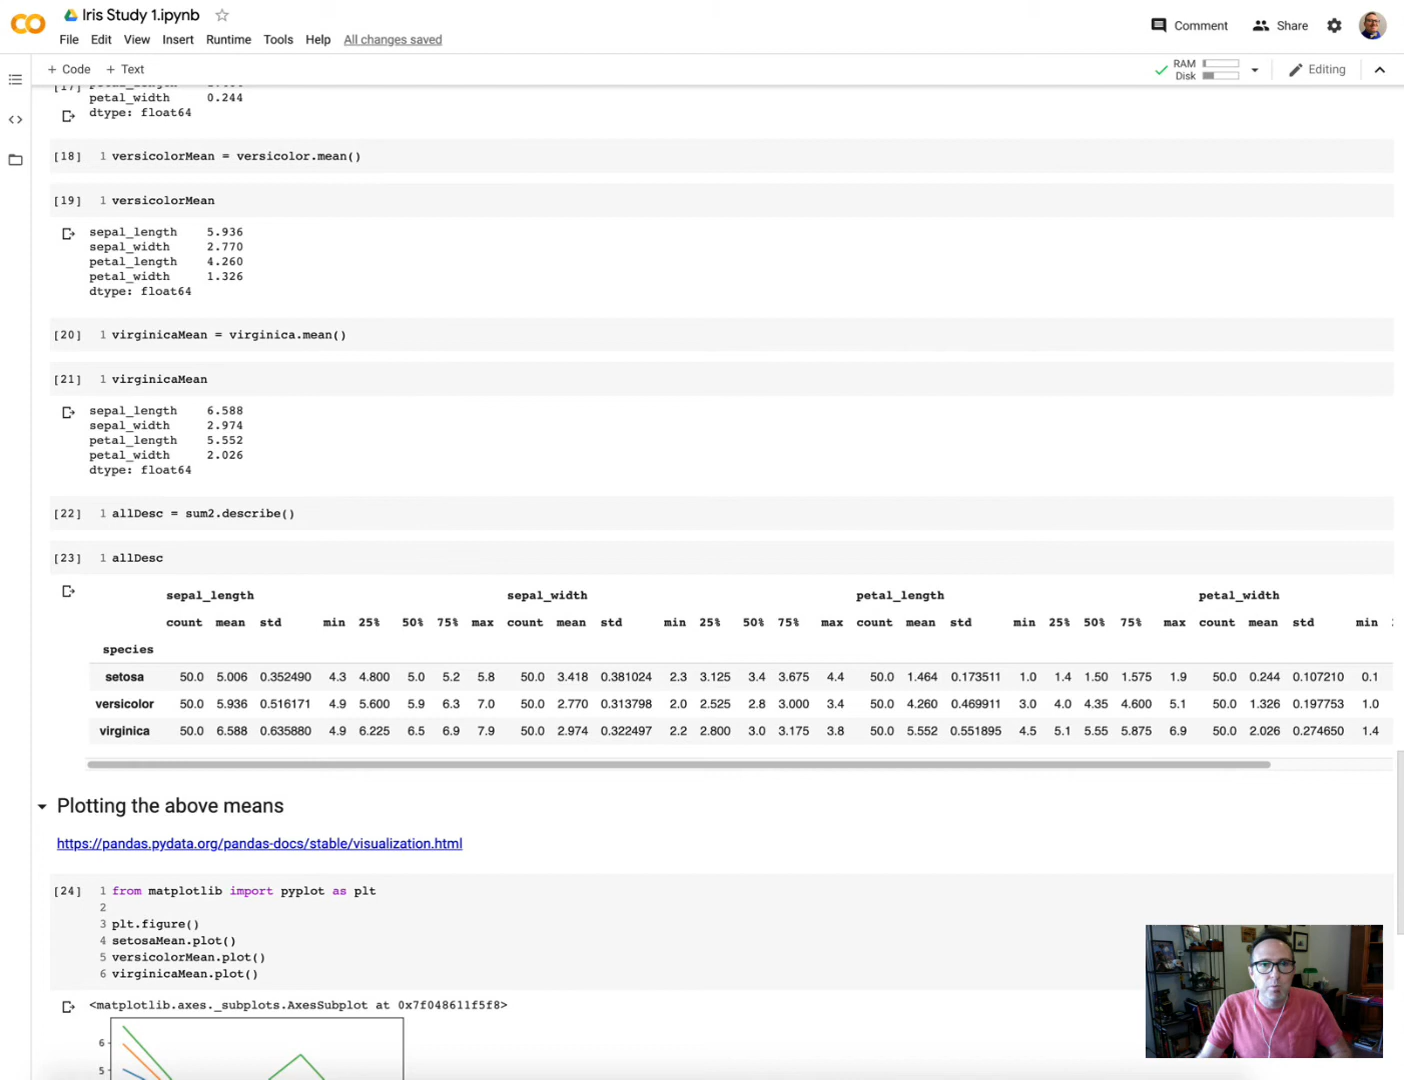 Iris Study 1.ipynb
Comment
Share
File Edit View Insert Runtime Tools Help All changes saved
+ Code + Text
RAM
Disk
Editing
[17]
petal_width 0.244
dtype: float64
[18] 1 versicolorMean = versicolor.mean()
[19] 1 versicolorMean
sepal_length 5.936
sepal_width 2.770
petal_length 4.260
petal_width 1.326
dtype: float64
[20] 1 virginicaMean = virginica.mean()
[21] 1 virginicaMean
sepal_length 6.588
sepal_width 2.974
petal_length 5.552
petal_width 2.026
dtype: float64
[22] 1 allDesc = sum2.describe()
[23] 1 allDesc
sepal_length sepal_width petal_length petal_width
count mean std min 25% 50% 75% max count mean std min 25% 50% 75% max count mean std min 25% 50% 75% max count mean std min
species
setosa 50.0 5.006 0.352490 4.3 4.800 5.0 5.2 5.8 50.0 3.418 0.381024 2.3 3.125 3.4 3.675 4.4 50.0 1.464 0.173511 1.0 1.4 1.50 1.575 1.9 50.0 0.244 0.107210 0.1
versicolor 50.0 5.936 0.516171 4.9 5.600 5.9 6.3 7.0 50.0 2.770 0.313798 2.0 2.525 2.8 3.000 3.4 50.0 4.260 0.469911 3.0 4.0 4.35 4.600 5.1 50.0 1.326 0.197753 1.0
virginica 50.0 6.588 0.635880 4.9 6.225 6.5 6.9 7.9 50.0 2.974 0.322497 2.2 2.800 3.0 3.175 3.8 50.0 5.552 0.551895 4.5 5.1 5.55 5.875 6.9 50.0 2.026 0.274650 1.4
Plotting the above means
https://pandas.pydata.org/pandas-docs/stable/visualization.html
[24] 1 from matplotlib import pyplot as plt
2
3 plt.figure()
4 setosaMean.plot()
5 versicolorMean.plot()
6 virginicaMean.plot()
<matplotlib.axes._subplots.AxesSubplot at 0x7f048611f5f8>
6
5